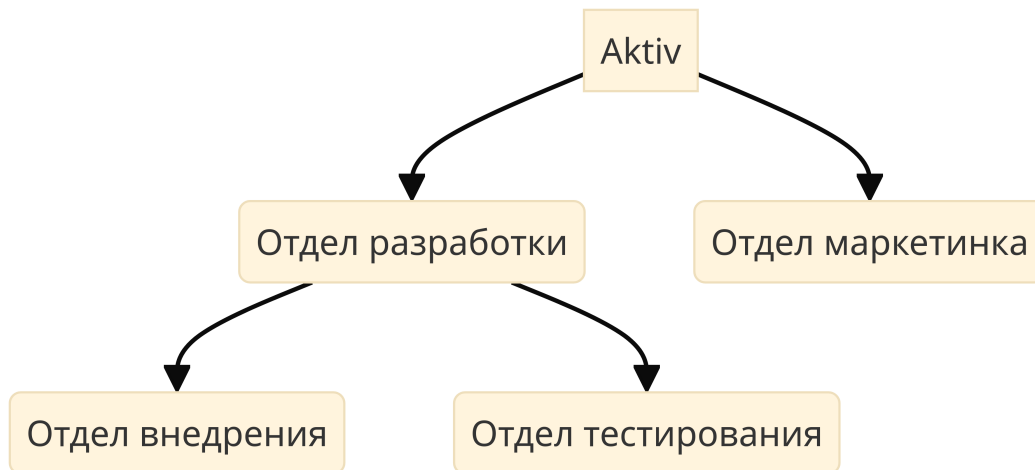 Aktiv
Отдел разработки
Отдел маркетинка
Отдел внедрения
Отдел тестирования